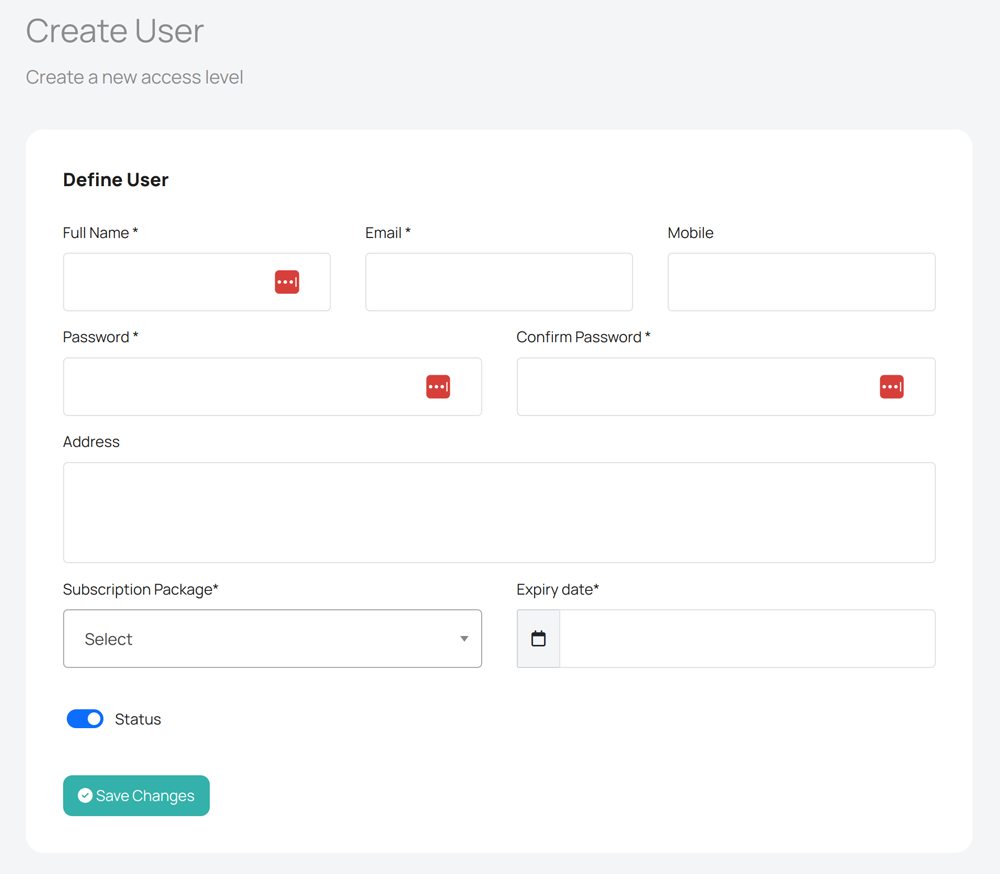 Create User
Create a new access level
Define User
Full Name *
Email *
Mobile
Password *
Confirm Password *
Address
Subscription Package*
Expiry date*
Select
Status
Save Changes